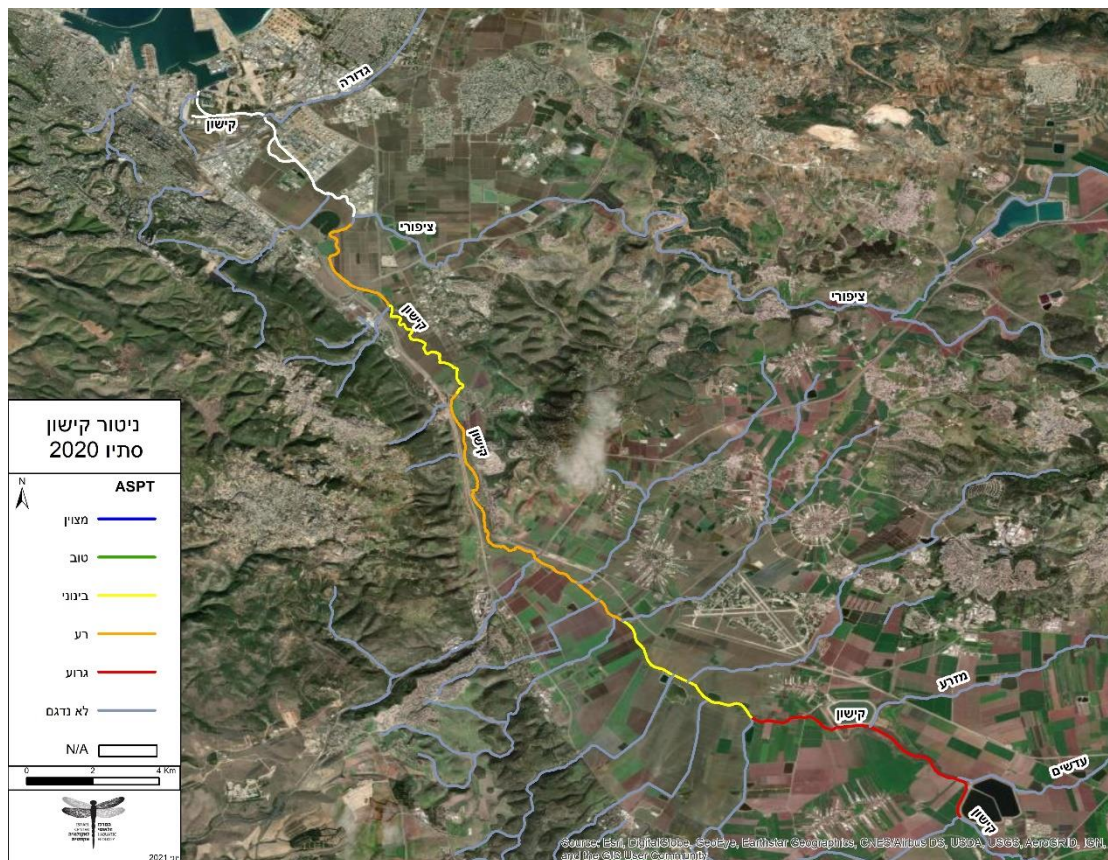 גדורה
קישון
ציפורי
ציפורי
קישון
קישון
ניטור קישון
סתיו 2020
N
ASPT
מצוין
טוב
בינוני
רע
גרוע
לא נדגם
N/A
0 2 4 Km
מזרע
קישון
עדשים
קישון
Source: Esri, DigitalGlobe, GeoEye, Earthstar Geographics, CNES/Airbus DS, USDA, USGS, AeroGRID, IGN,
and the GIS User Community
יוני 2021